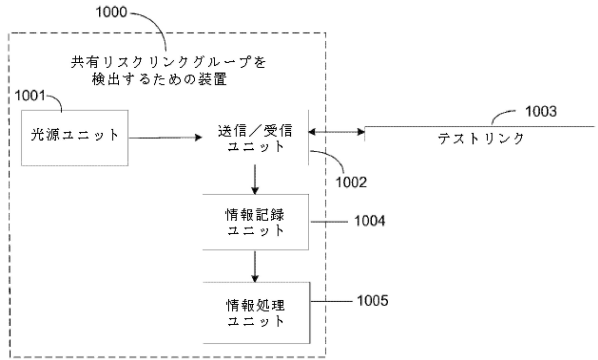 1000
共有リスクリンクグループを
検出するための装置
1001
光源ユニット
送信/受信
ユニット
1002
1003
テストリンク
情報記録
ユニット
1004
情報処理
ユニット
1005